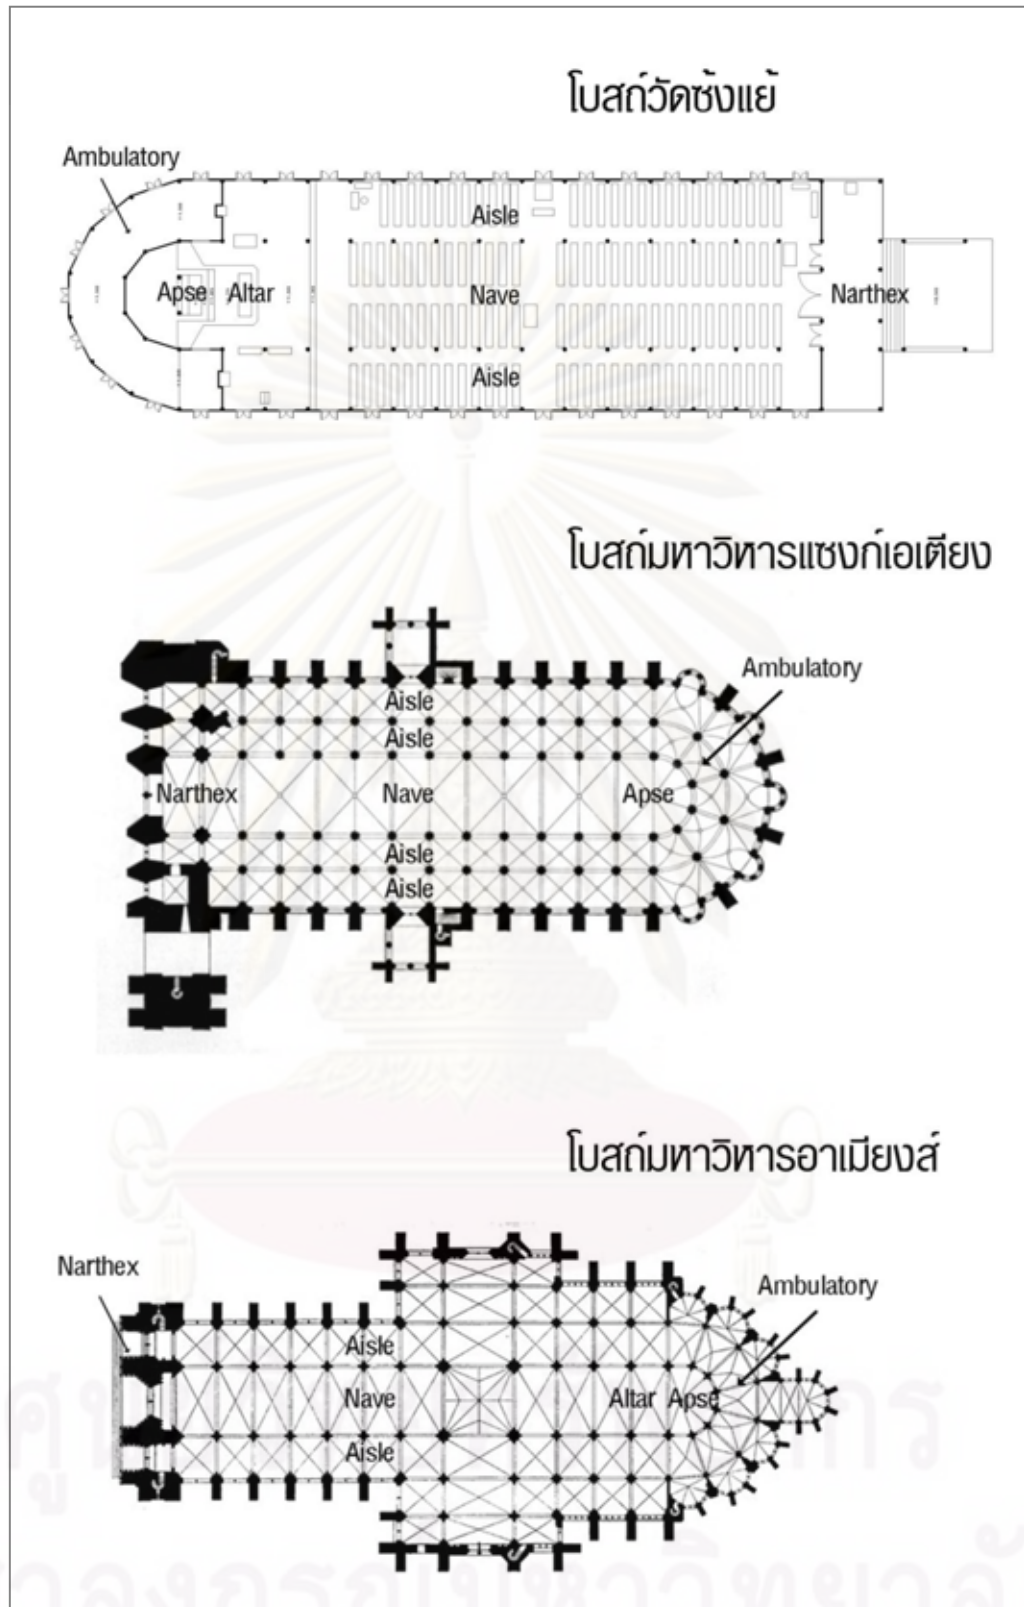 โบสถ์วัดซ้งแย้
Ambulatory
Aisle
Apse Altar Nave Narthex
Aisle
โบสถ์มหาวิหารแซงก์เอเตียง
Ambulatory
Aisle
Aisle
Narthex Nave Apse
Aisle
Aisle
โบสถ์มหาวิหารอาเมียงส์
Narthex
Ambulatory
Aisle
Nave Altar Apse
Aisle